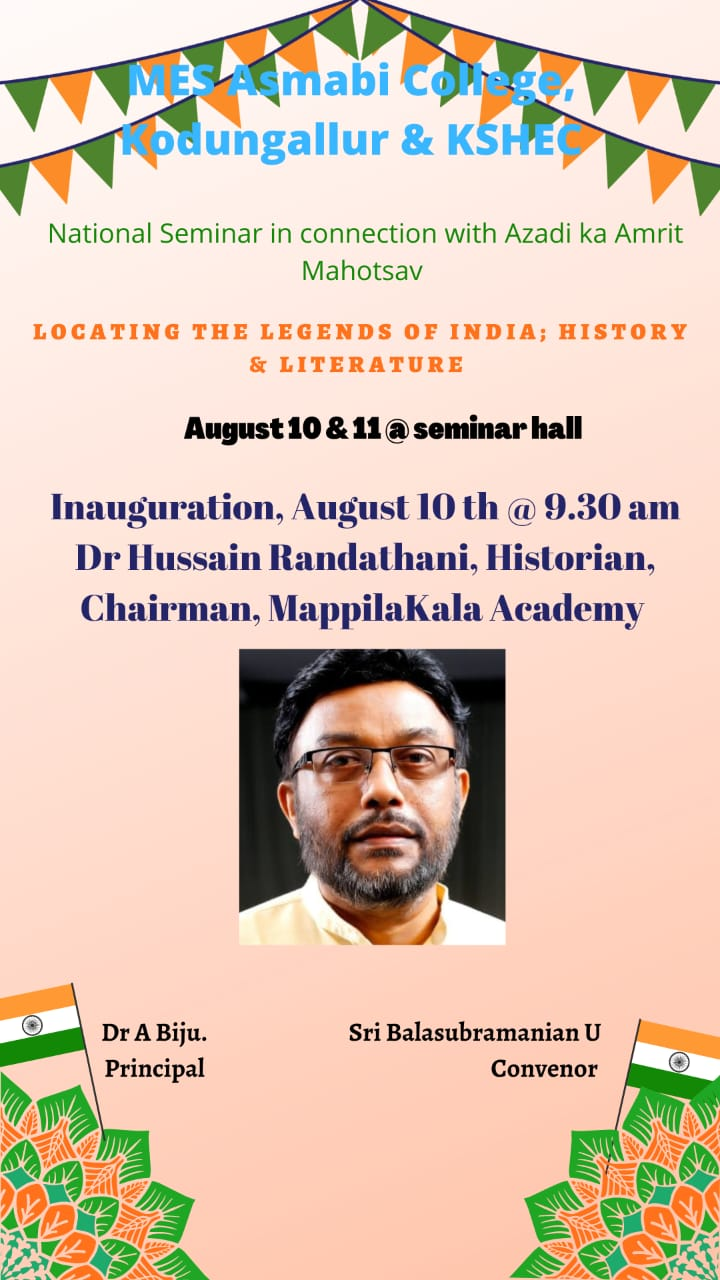 MES Asmabi College,
Kodungallur & KSHEC
National Seminar in connection with Azadi ka Amrit
Mahotsav
LOCATING THE LEGENDS OF INDIA; HISTORY
& LITERATURE
August 10 & 11 @ seminar hall
Inauguration, August 10 th @ 9.30 am
Dr Hussain Randathani, Historian,
Chairman, MappilaKala Academy
Dr A Biju.
Principal
Sri Balasubramanian U
Convenor